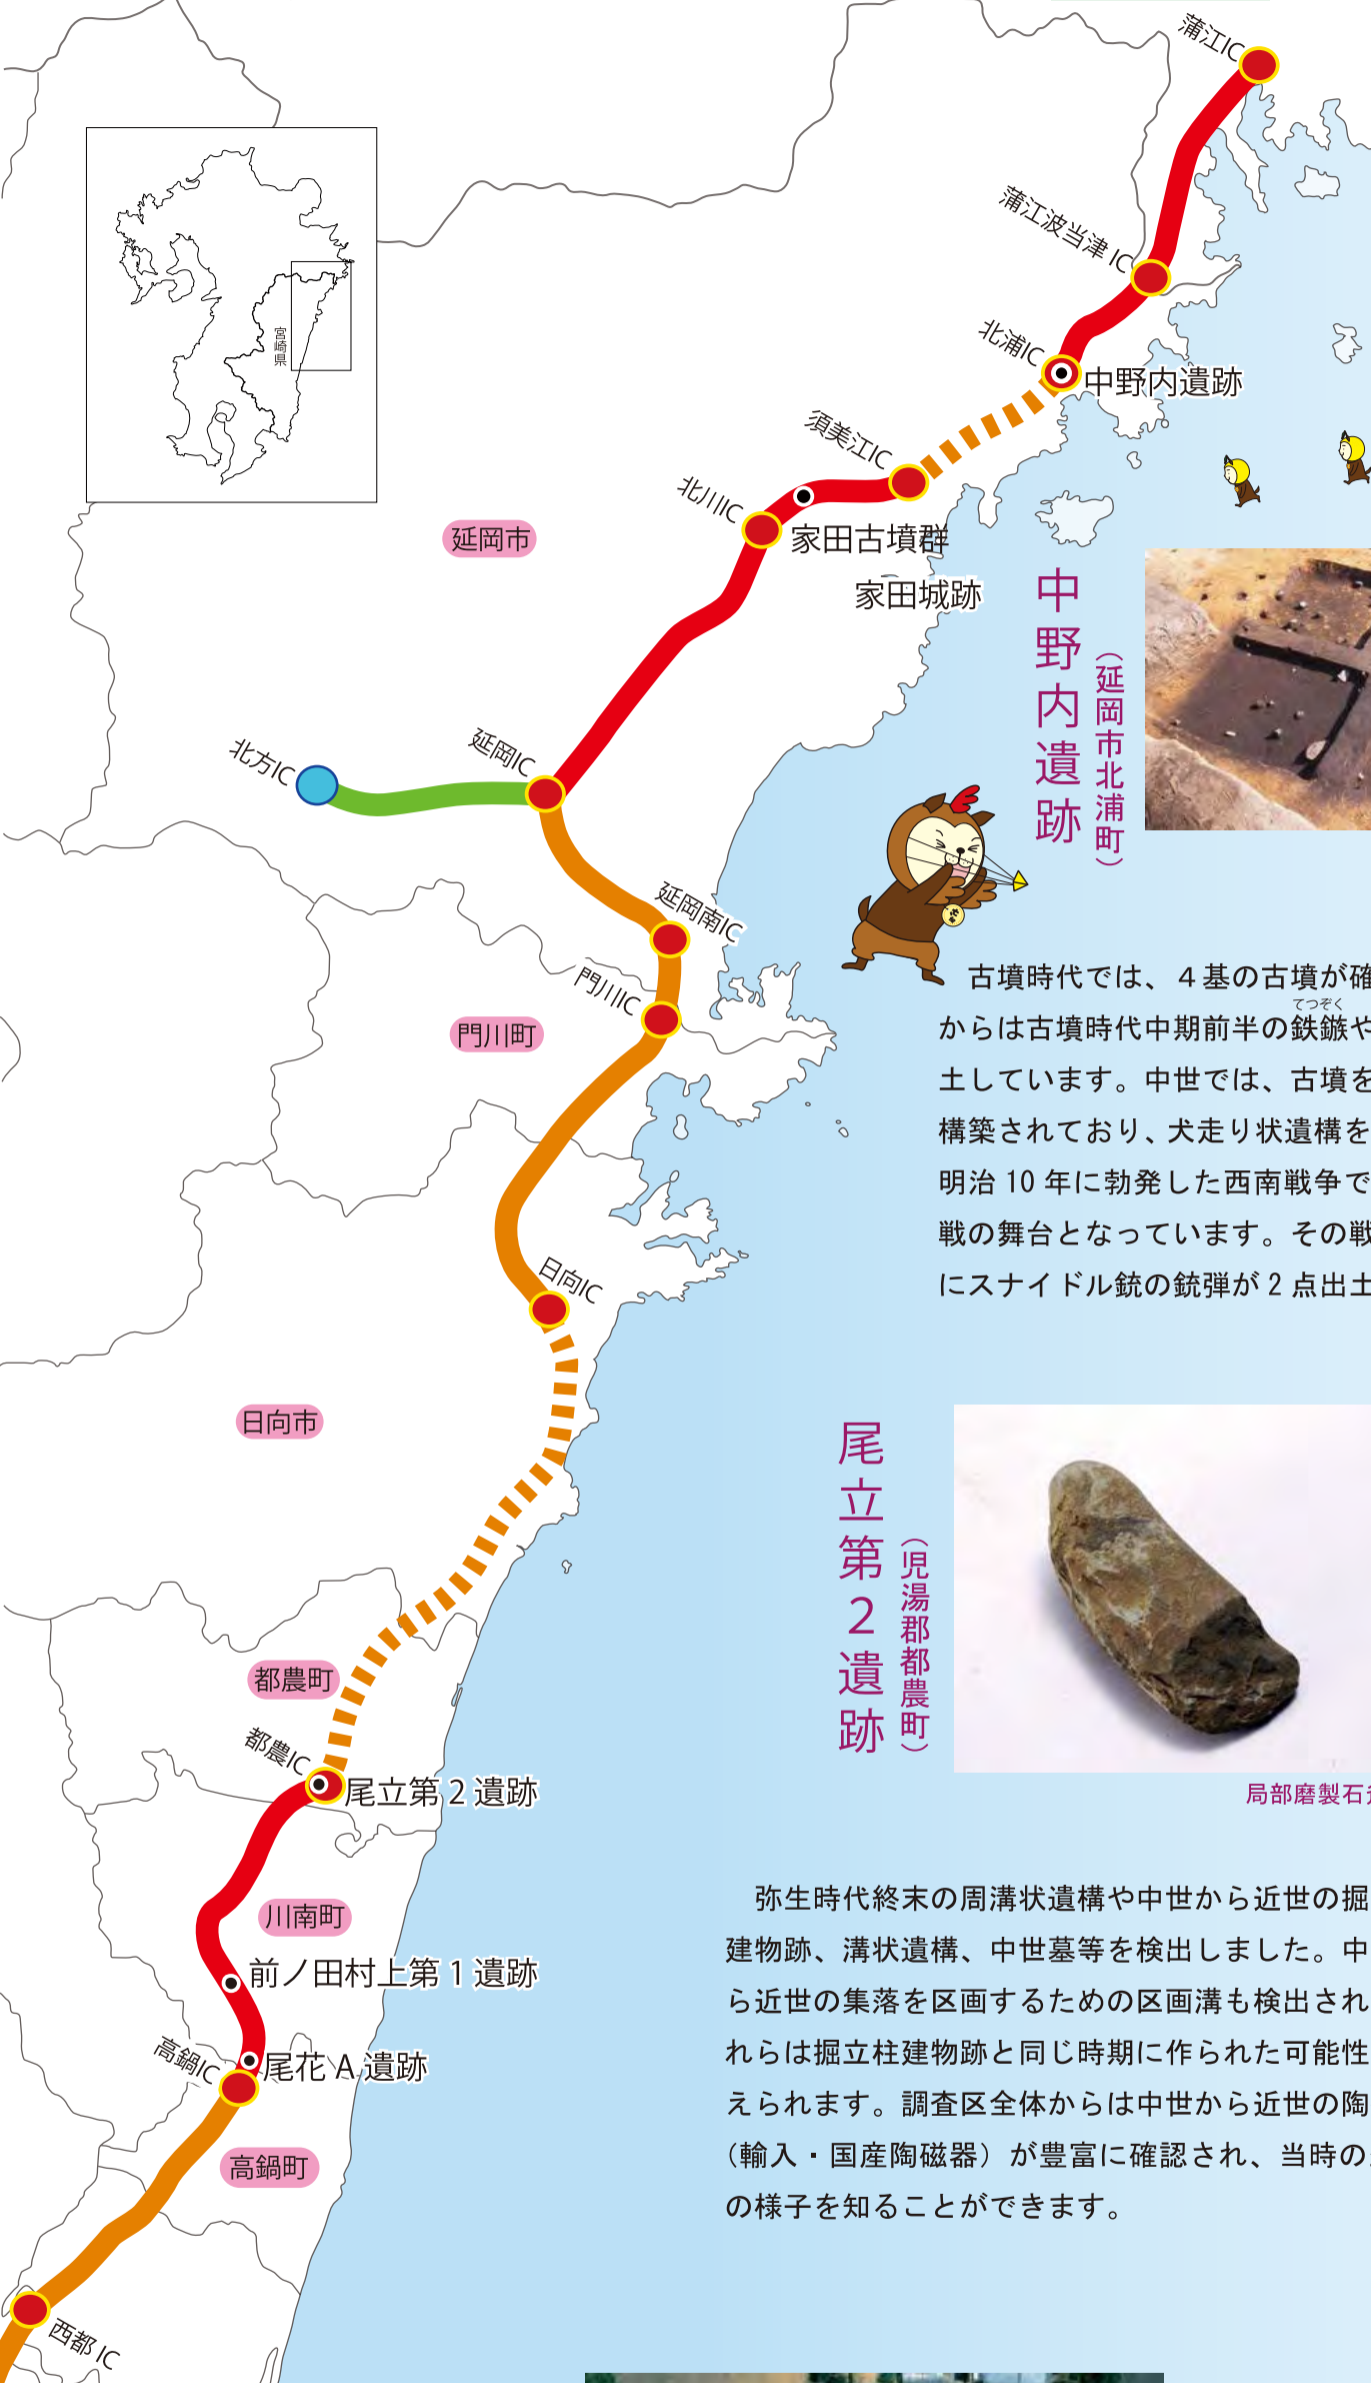 蒲江IC
蒲江波当津 IC
北浦IC
中野内遺跡
宮崎県
須美江IC
北川IC
家田古墳群
家田城跡
延岡市
中野内遺跡
（延岡市北浦町）
北方IC
延岡IC
延岡南IC
門川IC
門川町
古墳時代では、４基の古墳が確
てつぞく
からは古墳時代中期前半の鉄鏃や
土しています。中世では、古墳を
構築されており、犬走り状遺構を
明治 10 年に勃発した西南戦争で
戦の舞台となっています。その戦
にスナイドル銃の銃弾が 2 点出土
日向IC
日向市
尾立第２遺跡
（児湯郡都農町）
局部磨製石斧
都農町
都農IC
尾立第 2 遺跡
川南町
前ノ田村上第 1 遺跡
高鍋IC
尾花 A 遺跡
高鍋町
西都 IC
弥生時代終末の周溝状遺構や中世から近世の掘
建物跡、溝状遺構、中世墓等を検出しました。中
ら近世の集落を区画するための区画溝も検出され
れらは掘立柱建物跡と同じ時期に作られた可能性
えられます。調査区全体からは中世から近世の陶
（輸入・国産陶磁器）が豊富に確認され、当時の
の様子を知ることができます。